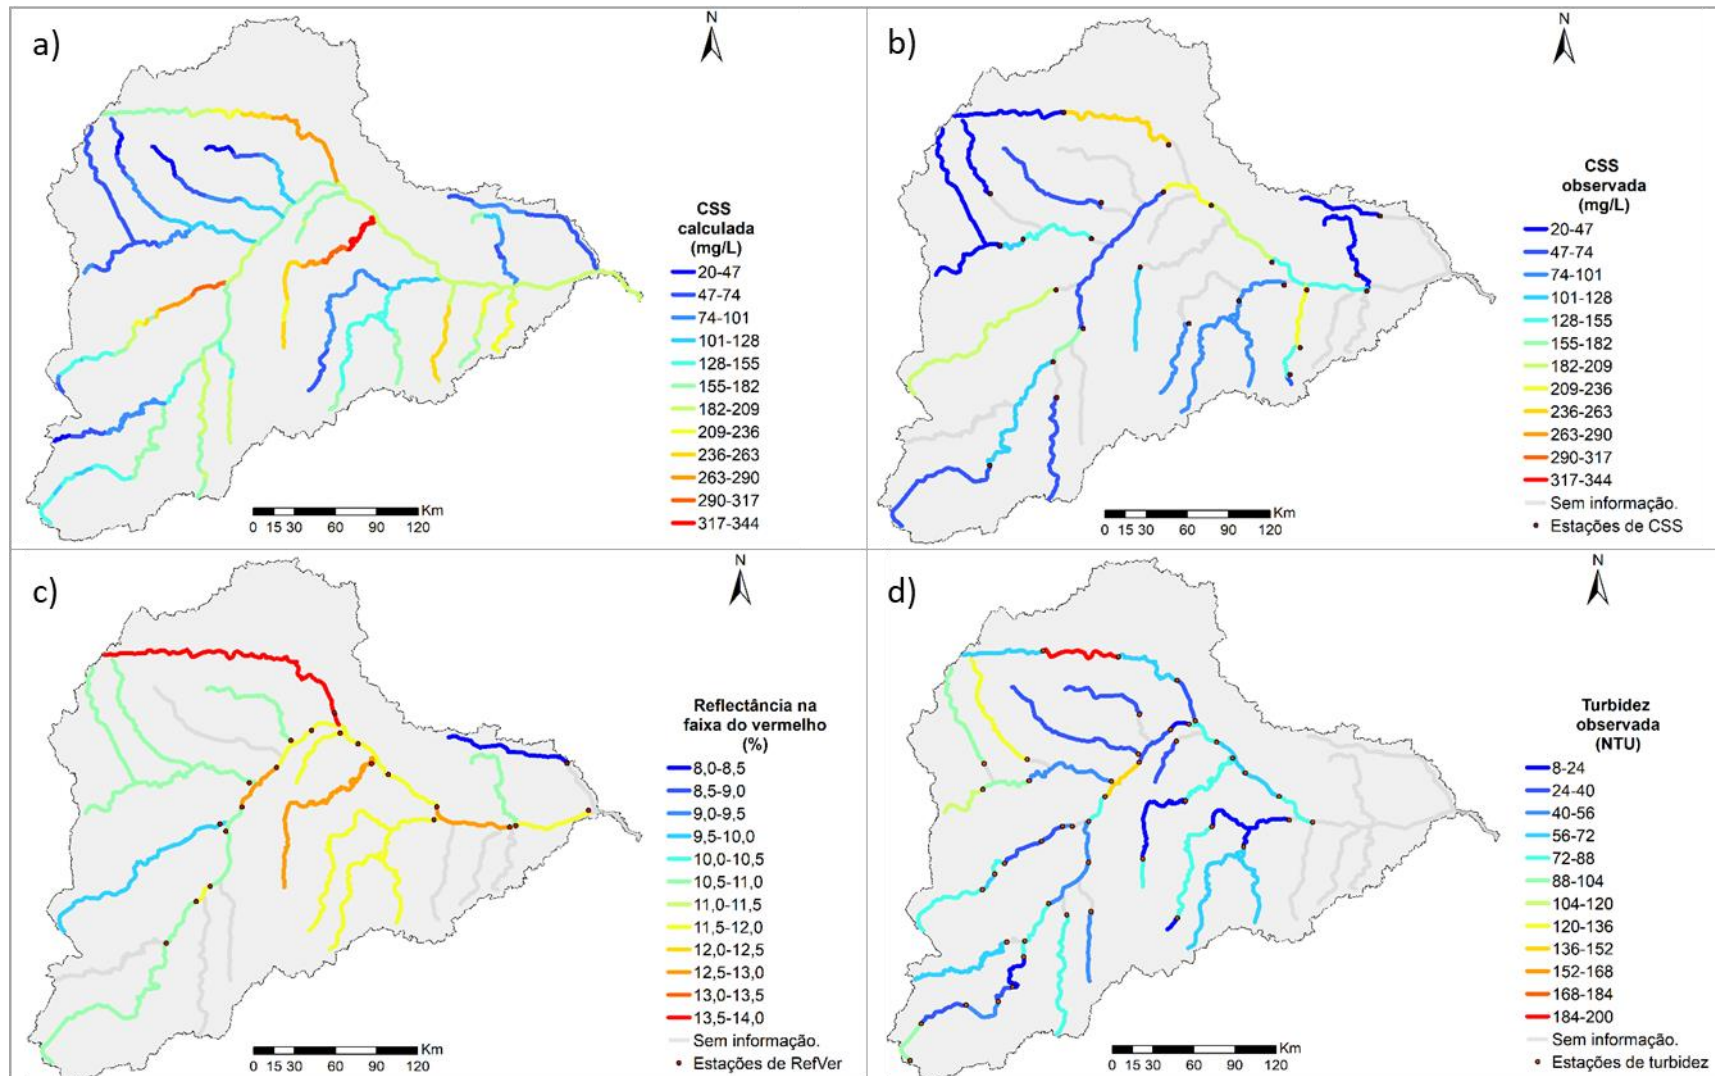 a)
N
CSS
calculada
(mg/L)
20-47
47-74
74-101
101-128
128-155
155-182
182-209
209-236
236-263
263-290
290-317
317-344
Km
0 15 30 60 90 120
b)
N
CSS
observada
(mg/L)
20-47
47-74
74-101
101-128
128-155
155-182
182-209
209-236
236-263
263-290
290-317
317-344
Sem informação.
Estações de CSS
Km
0 15 30 60 90 120
c)
N
Reflectância na
faixa do vermelho
(%)
8,0-8,5
8,5-9,0
9,0-9,5
9,5-10,0
10,0-10,5
10,5-11,0
11,0-11,5
11,5-12,0
12,0-12,5
12,5-13,0
13,0-13,5
13,5-14,0
Sem informação.
Estações de RefVer
Km
0 15 30 60 90 120
d)
N
Turbidez
observada
(NTU)
8-24
24-40
40-56
56-72
72-88
88-104
104-120
120-136
136-152
152-168
168-184
184-200
Sem informação.
Estações de turbidez
Km
0 15 30 60 90 120